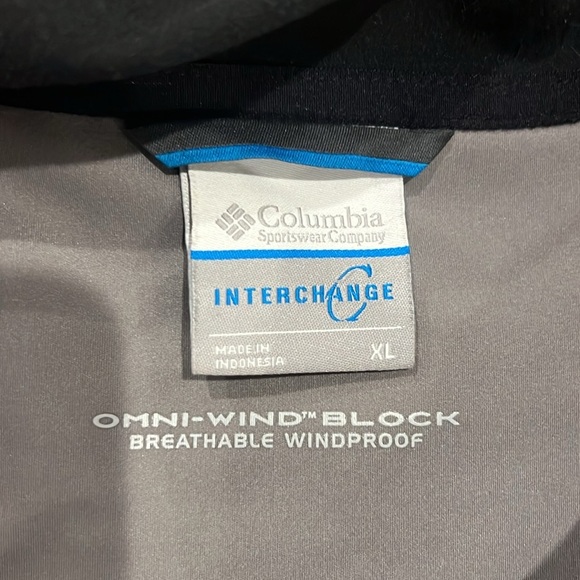 Columbia
Sportswear Company
INTERCHANGE
MADE IN
INDONESIA
XL
OMNI-WIND™ BLOCK
BREATHABLE WINDPROOF